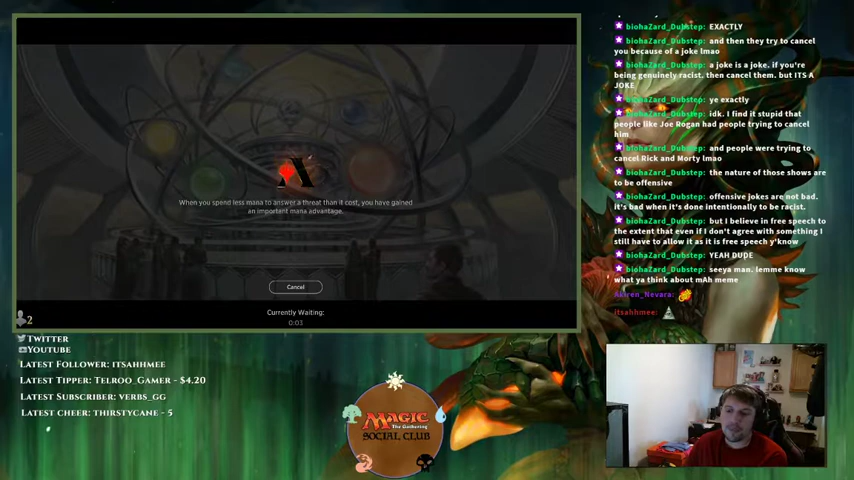 When you spend less mana to answer a threat than it cost, you have gained
an important mana advantage.
Cancel
Currently Waiting:
0:03
2
Twitter
Youtube
Latest Follower: itsahhmee
Latest Tipper: Telroo_Gamer - $4.20
Latest Subscriber: verbs_gg
Latest cheer: thirstycane - 5
Magic
The Gathering
Social Club
biohaZard_Dubstep: EXACTLY
biohaZard_Dubstep: and then they try to cancel
you because of a joke lmao
biohaZard_Dubstep: a joke is a joke. if you're
being genuinely racist. then cancel them. but ITS A
JOKE
biohaZard_Dubstep: ye exactly
biohaZard_Dubstep: idk. I find it stupid that
people like Joe Rogan had people trying to cancel
him
biohaZard_Dubstep: and people were trying to
cancel Rick and Morty lmao
biohaZard_Dubstep: the nature of those shows are
to be offensive
biohaZard_Dubstep: offensive jokes are not bad.
it's bad when it's done intentionally to be racist.
biohaZard_Dubstep: but I believe in free speech to
the extent that even if I don't agree with something I
still have to allow it as it is free speech y'know
biohaZard_Dubstep: YEAH DUDE
biohaZard_Dubstep: seeya man. lemme know
what ya think about mAh meme
Akiren_Nevara:
itsahhmee: